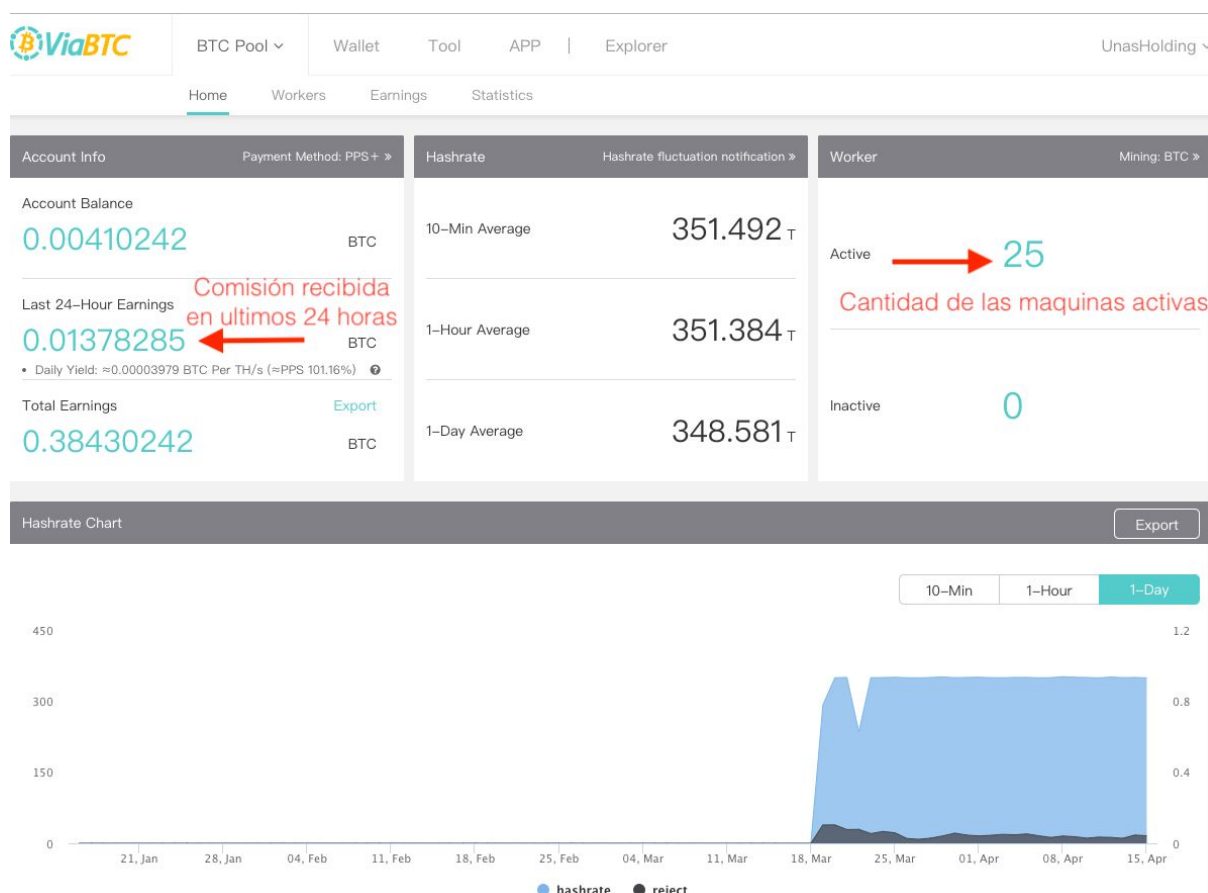 ViaBTC
BTC Pool Wallet Tool APP | Explorer UnasHolding
Home Workers Earnings Statistics
Account Info Payment Method: PPS+ »
Account Balance
0.00410242 BTC
Last 24-Hour Earnings
Comisión recibida
en ultimos 24 horas
0.01378285 BTC
• Daily Yield: ≈0.00003979 BTC Per TH/s (≈PPS 101.16%) ?
Total Earnings Export
0.38430242 BTC
Hashrate Hashrate fluctuation notification »
10-Min Average 351.492 T
1-Hour Average 351.384 T
1-Day Average 348.581 T
Worker Mining: BTC »
Active 25
Cantidad de las maquinas activas
Inactive 0
Hashrate Chart Export
10-Min 1-Hour 1-Day
450 1.2
300 0.8
150 0.4
0 0
21, Jan 28, Jan 04, Feb 11, Feb 18, Feb 25, Feb 04, Mar 11, Mar 18, Mar 25, Mar 01, Apr 08, Apr 15, Apr
hashrate reject